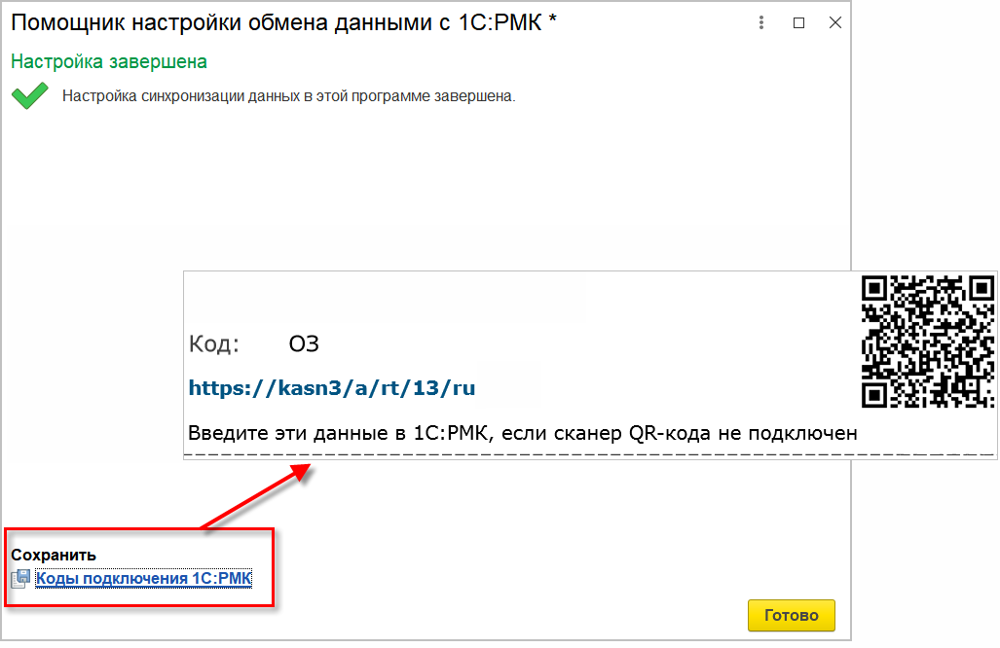 Помощник настройки обмена данными с 1С:РМК *
Настройка завершена
Настройка синхронизации данных в этой программе завершена.
Код: ОЗ
https://kasn3/a/rt/13/ru
Введите эти данные в 1С:РМК, если сканер QR-кода не подключен
Сохранить
Коды подключения 1С:РМК
Готово